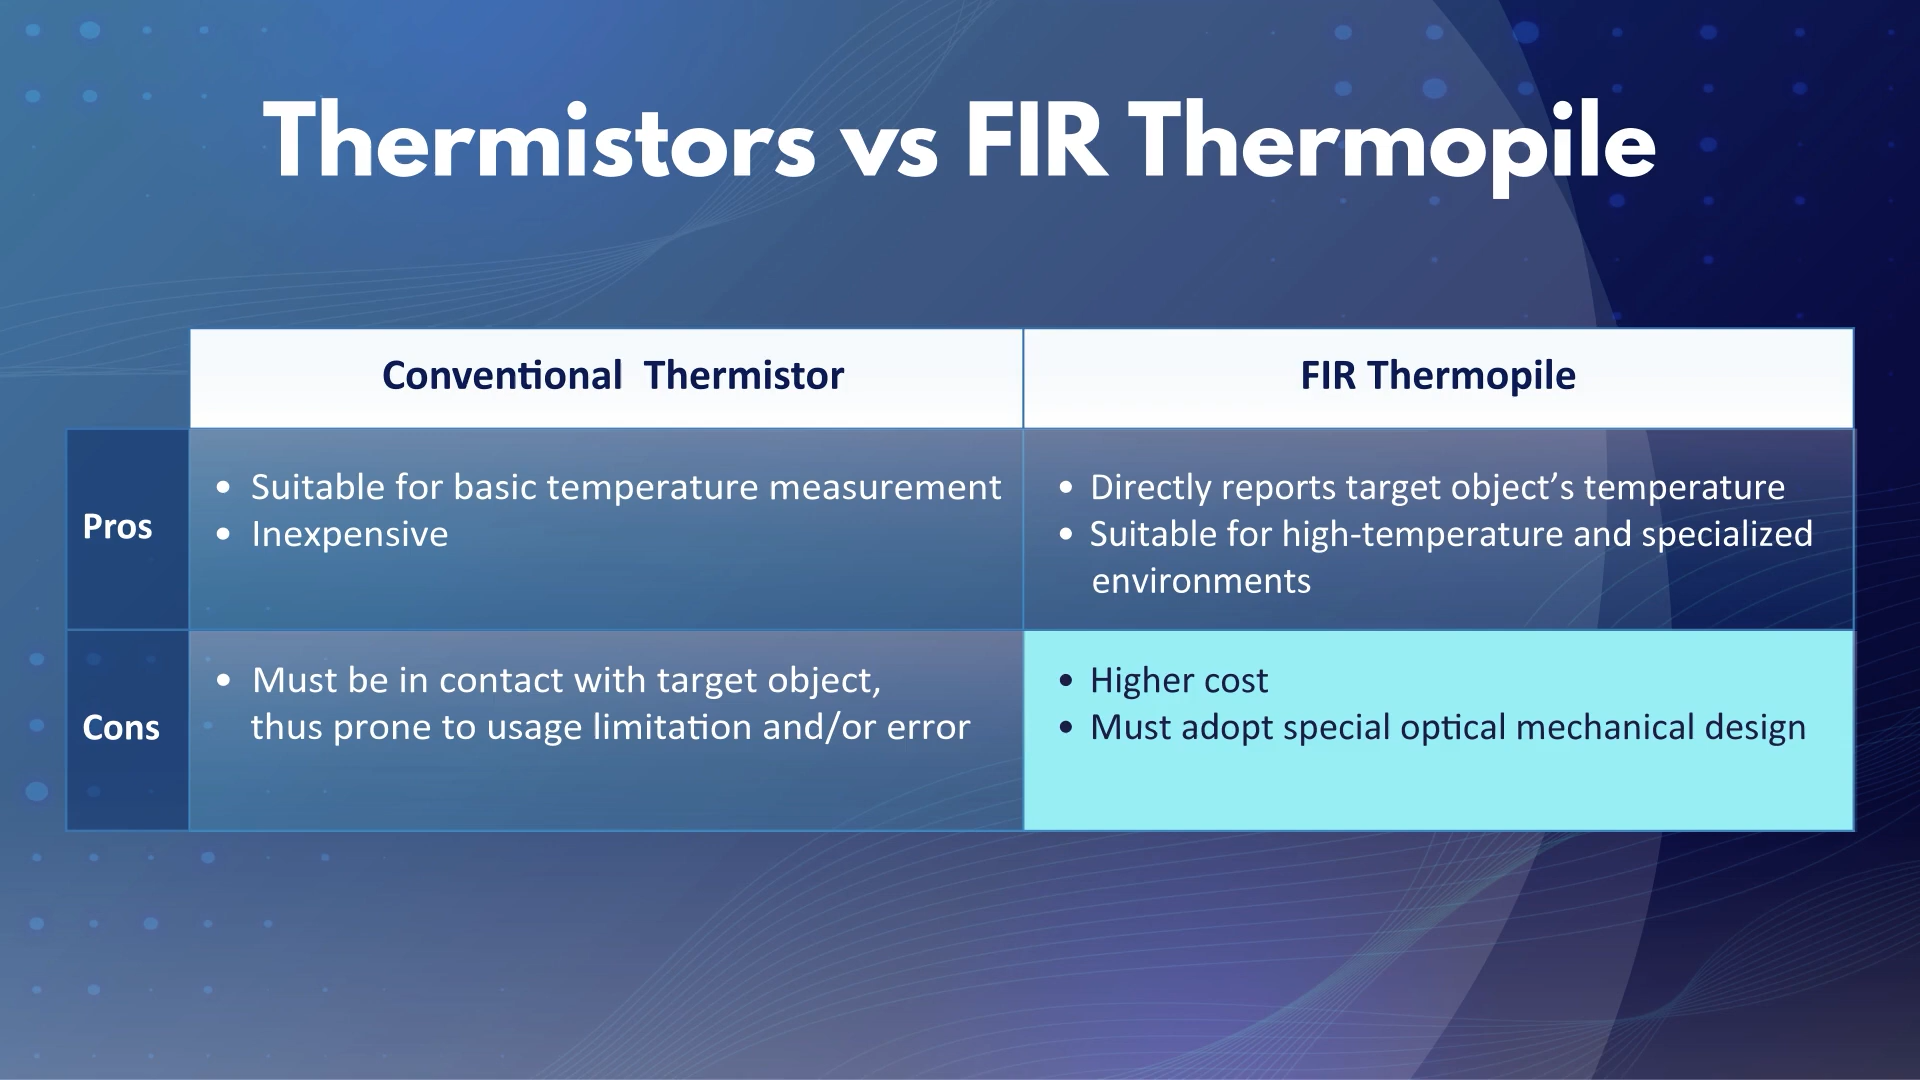 Thermistors vs FIR Thermopile
Conventional Thermistor
FIR Thermopile
Pros
• Suitable for basic temperature measurement
• Inexpensive
• Directly reports target object’s temperature
• Suitable for high-temperature and specialized
environments
Cons
• Must be in contact with target object,
thus prone to usage limitation and/or error
• Higher cost
• Must adopt special optical mechanical design